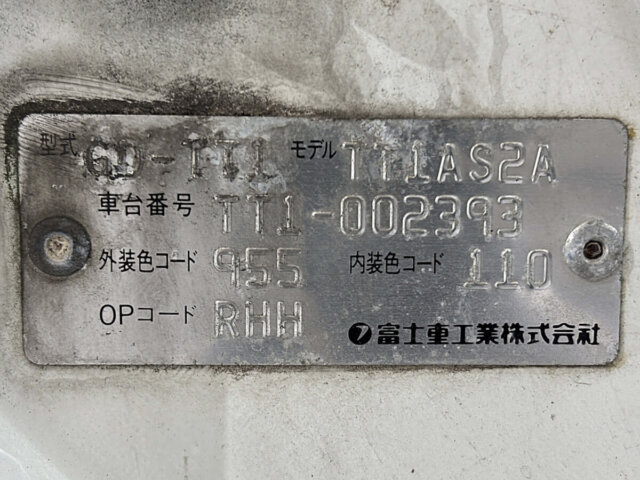 型式 GD-TT1 モデル TT1AS2A
車台番号 TT1-002393
外装色コード 955 内装色コード 110
OPコード RHH 富士重工業株式会社